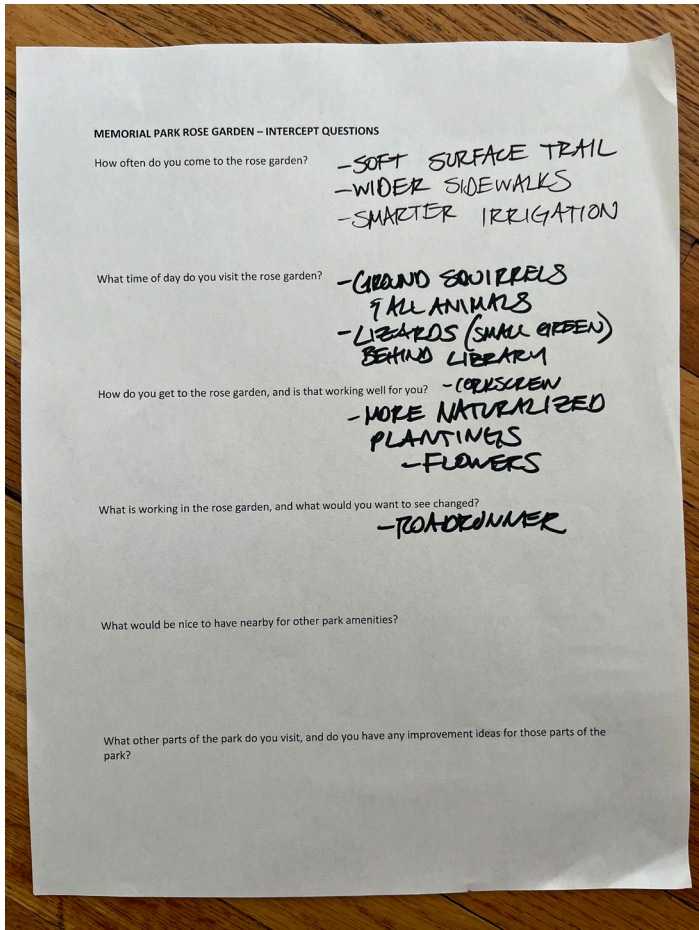 MEMORIAL PARK ROSE GARDEN – INTERCEPT QUESTIONS
How often do you come to the rose garden?
-SOFT SURFACE TRAIL
-WIDER SIDEWALKS
-SMARTER IRRIGATION
What time of day do you visit the rose garden?
-GROUND SQUIRRELS
& ALL ANIMALS
-LIZARDS (SMALL GREEN)
BEHIND LIBRARY
How do you get to the rose garden, and is that working well for you?
-CORKSCREW
-MORE NATURALIZED
PLANTINGS
-FLOWERS
What is working in the rose garden, and what would you want to see changed?
-ROADRUNNER
What would be nice to have nearby for other park amenities?
What other parts of the park do you visit, and do you have any improvement ideas for those parts of the
park?